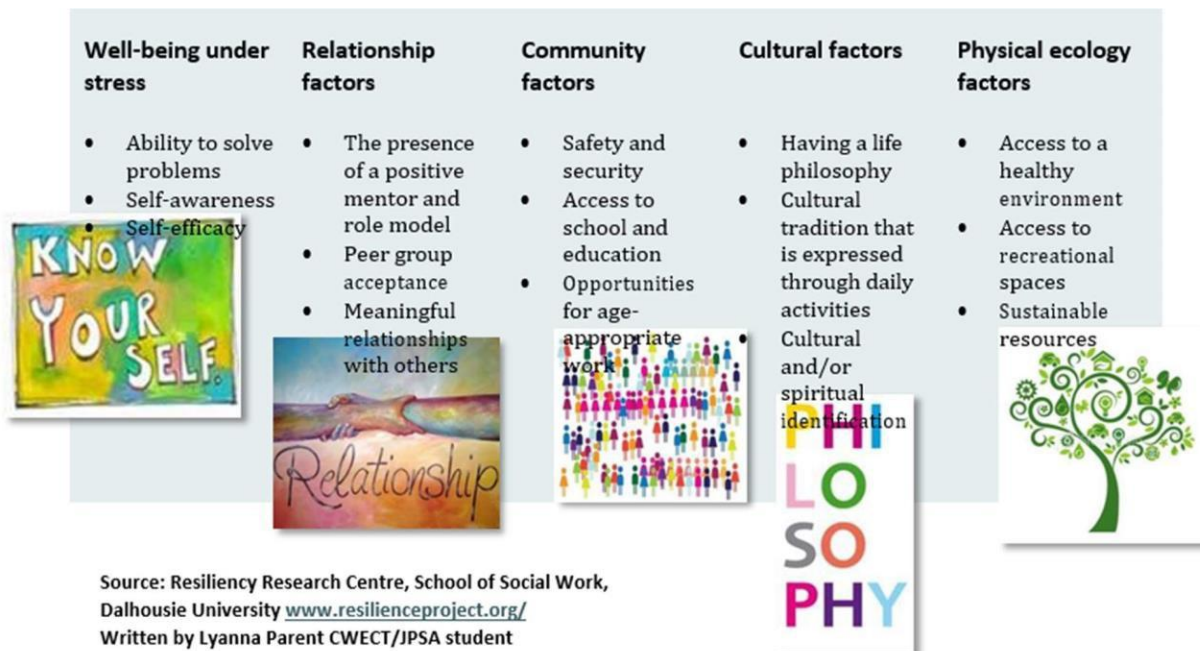 Well-being under
stress
• Ability to solve
problems
• Self-awareness
• Self-efficacy
KNOW
YOUR
SELF.
Relationship
factors
• The presence
of a positive
mentor and
role model
• Peer group
acceptance
• Meaningful
relationships
with others
Relationship
Community
factors
• Safety and
security
• Access to
school and
education
• Opportunities
for age-
appropriate
work
Cultural factors
• Having a life
philosophy
• Cultural
tradition that
is expressed
through daily
activities
• Cultural
and/or
spiritual
identification
PHI
LO
SO
PHY
Physical ecology
factors
• Access to a
healthy
environment
• Access to
recreational
spaces
• Sustainable
resources
Source: Resiliency Research Centre, School of Social Work,
Dalhousie University www.resilienceproject.org/
Written by Lyanna Parent CWECT/JPSA student